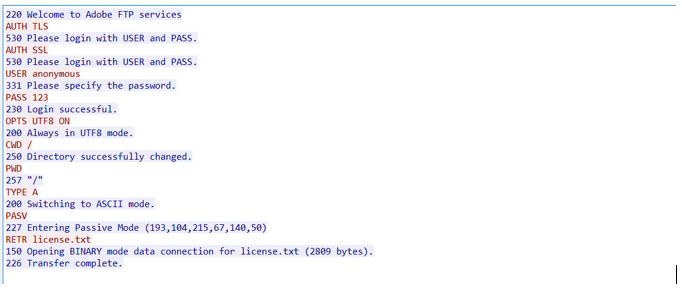 220 Welcome to Adobe FTP services
AUTH TLS
530 Please login with USER and PASS.
AUTH SSL
530 Please login with USER and PASS.
USER anonymous
331 Please specify the password.
PASS 123
230 Login successful.
OPTS UTF8 ON
200 Always in UTF8 mode.
CWD /
250 Directory successfully changed.
PWD
257 "/"
TYPE A
200 Switching to ASCII mode.
PASV
227 Entering Passive Mode (193,104,215,67,140,50)
RETR license.txt
150 Opening BINARY mode data connection for license.txt (2809 bytes).
226 Transfer complete.